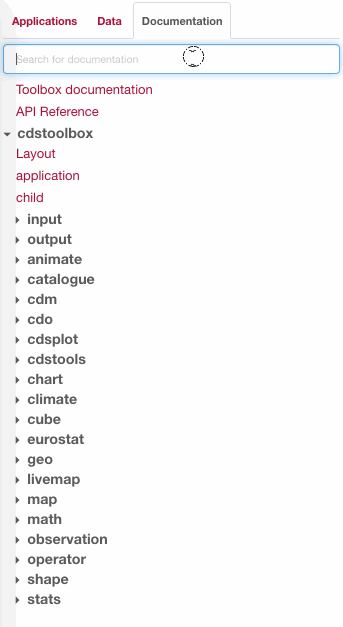 Applications Data Documentation
Search for documentation
Toolbox documentation
API Reference
cdstoolbox
Layout
application
child
input
output
animate
catalogue
cdm
cdo
cdsplot
cdstools
chart
climate
cube
eurostat
geo
livemap
map
math
observation
operator
shape
stats